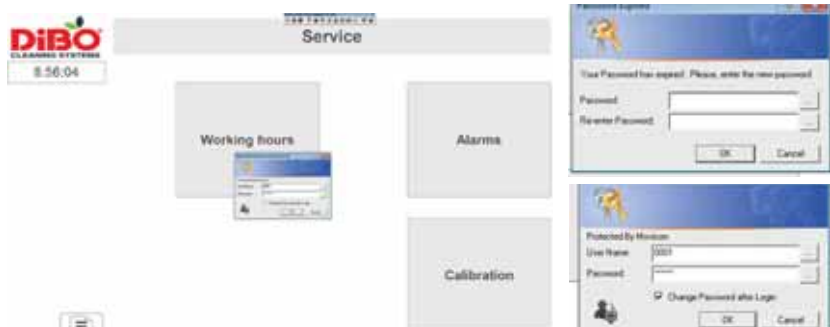 DiBO
CLEANING SYSTEMS
8:56:04
Service
Working hours
Alarms
Calibration
Password Expired
Your Password has expired. Please, enter the new password
Password
Re-enter Password
OK
Cancel
Protected By Movicon
User Name
0001
Password
Change Password after Login
OK
Cancel